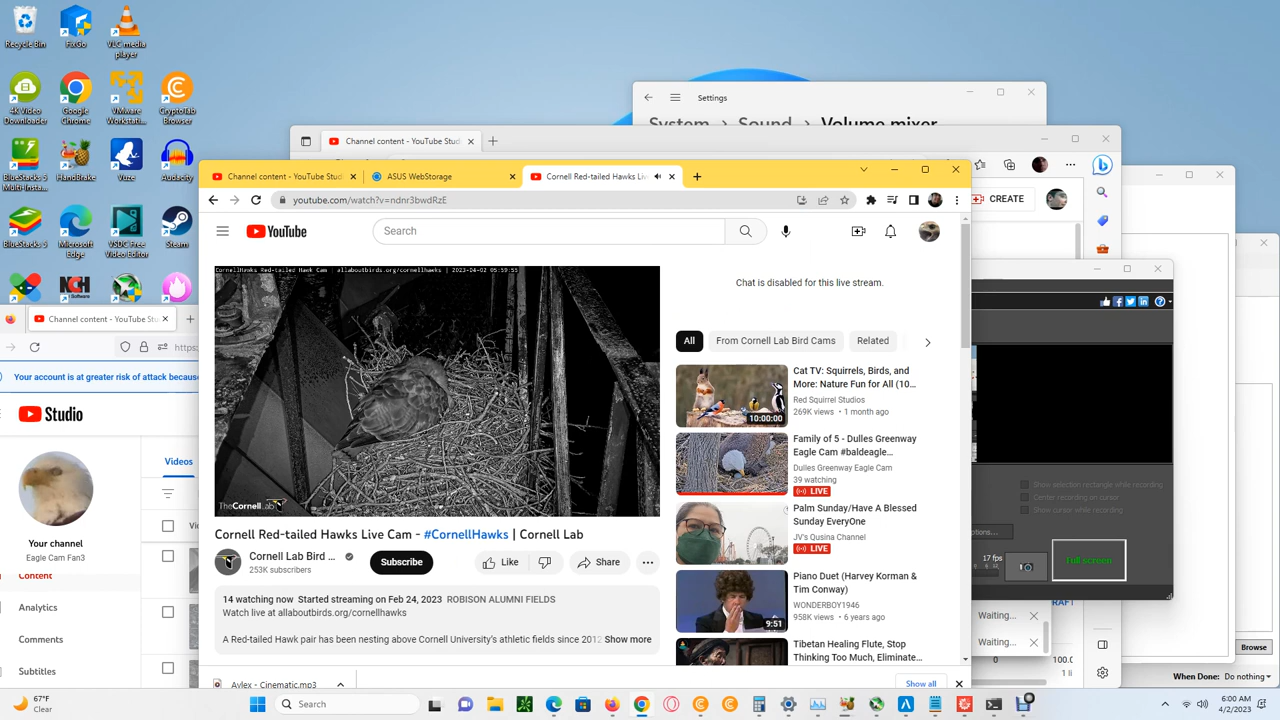 Recycle Bin
FixGo
VLC media
player
4K Video
Downloader
Google
Chrome
VMware
Workstati...
CryptoTab
Browser
BlueStacks 5
Multi-Insta...
HandBrake
Vuze
Audacity
BlueStacks 5
Microsoft
Edge
VSDC Free
Video Editor
Steam
NCH
Settings
System > Sound > Volume mixer
Channel content - YouTube Stud
Channel content - YouTube Studi
ASUS WebStorage
Cornell Red-tailed Hawks Liv
youtube.com/watch?v=ndnr3bwdRzE
YouTube
Search
CREATE
CornellHawks Red-tailed Hawk Cam | allaboutbirds.org/cornellhawks | 2023-04-02 05:59:55
TheCornellLab
Chat is disabled for this live stream.
All
From Cornell Lab Bird Cams
Related
Cat TV: Squirrels, Birds, and
More: Nature Fun for All (10...
Red Squirrel Studios
269K views • 1 month ago
10:00:00
Family of 5 - Dulles Greenway
Eagle Cam #baldeagle...
Dulles Greenway Eagle Cam
39 watching
LIVE
Palm Sunday/Have A Blessed
Sunday EveryOne
JV's Qusina Channel
LIVE
Piano Duet (Harvey Korman &
Tim Conway)
WONDERBOY1946
958K views • 6 years ago
9:51
Tibetan Healing Flute, Stop
Thinking Too Much, Eliminate...
Cornell Red-tailed Hawks Live Cam - #CornellHawks | Cornell Lab
Cornell Lab Bird ...
253K subscribers
Subscribe
Like
Share
14 watching now Started streaming on Feb 24, 2023 ROBISON ALUMNI FIELDS
Watch live at allaboutbirds.org/cornellhawks
A Red-tailed Hawk pair has been nesting above Cornell University's athletic fields since 2012 Show more
Avlex - Cinematic.mp3
Show all
Channel content - YouTube Stu
https:
Your account is at greater risk of attack because
Studio
Videos
Your channel
Eagle Cam Fan3
Content
Analytics
Comments
Subtitles
Show selection rectangle while recording
Center recording on cursor
Show cursor while recording
ptions...
17 fps
Full screen
Waiting...
Waiting...
RAFT
0
100.0
Browse
When Done: Do nothing
67°F
Clear
Search
6:00 AM
4/2/2023